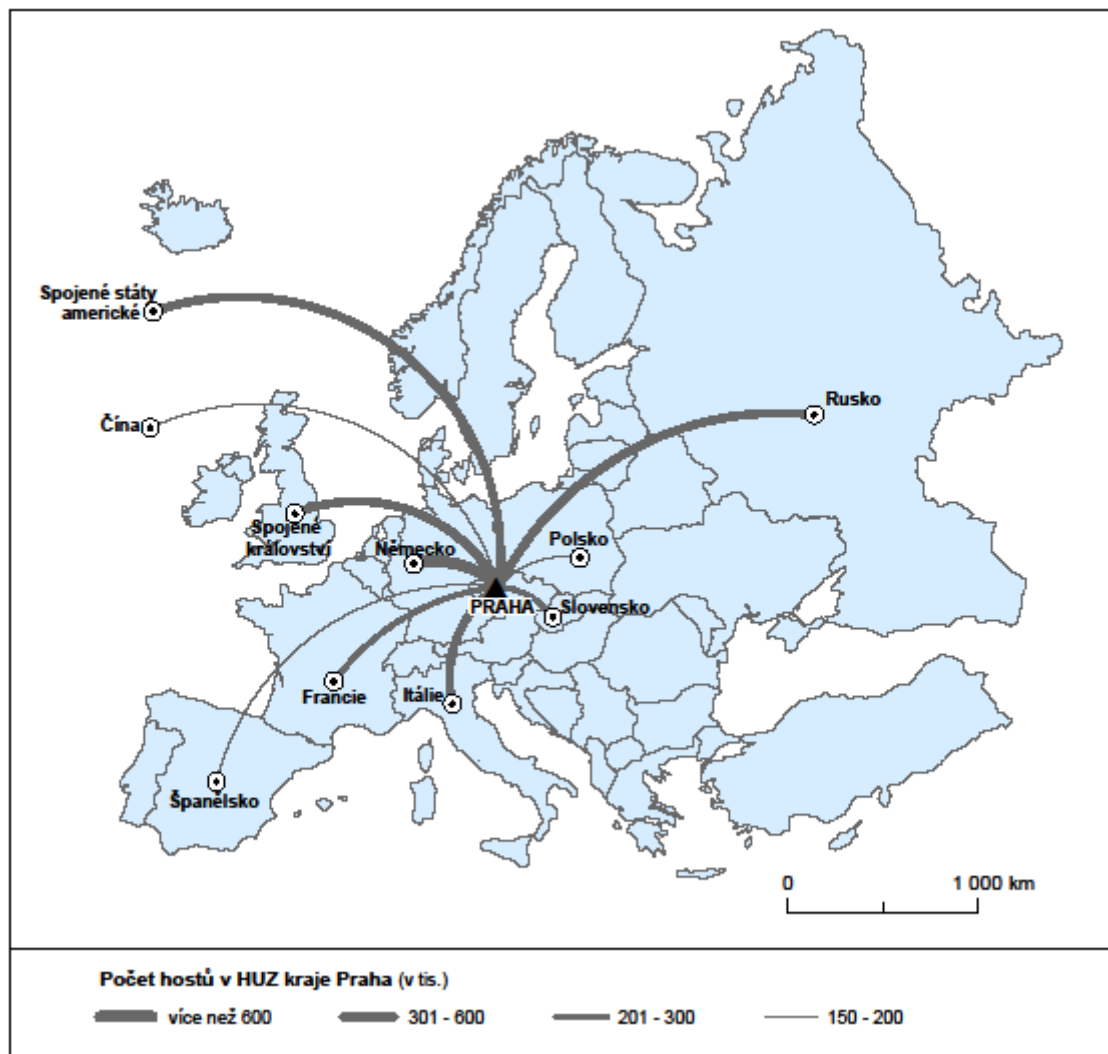 Spojené státy
americké
Čína
Rusko
Spojené
království
Německo
Polsko
PRAHA
Slovensko
Francie
Itálie
Španělsko
0 1 000 km
Počet hostů v HUZ kraje Praha (v tis.)
více než 600 301 - 600 201 - 300 150 - 200